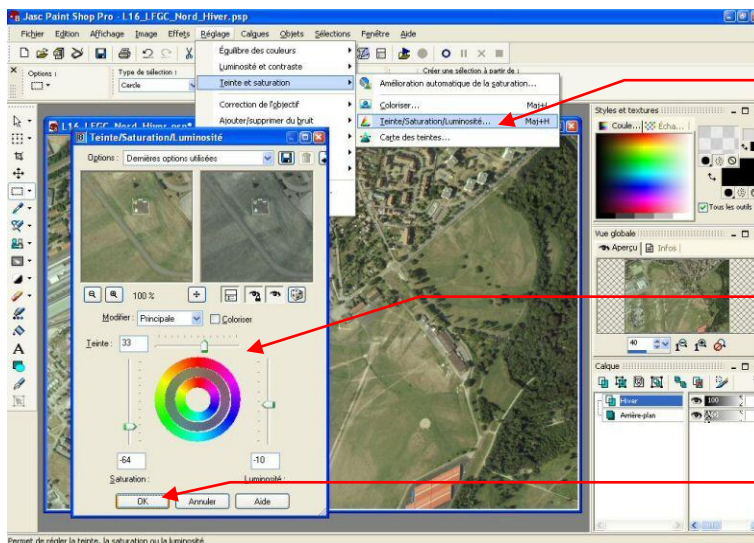 Jasc Paint Shop Pro - L16_LFGC_Nord_Hiver.psp
Fichier Edition Affichage Image Effets Réglage Calques Objets Sélections Fenêtre Aide
Options :
Type de sélection :
Cercle
Créer une sélection à partir de :
Équilibre des couleurs
Luminosité et contraste
Teinte et saturation
Correction de l'objectif
Ajouter/supprimer du bruit
Amélioration automatique de la saturation...
Coloriser... Maj+L
Teinte/Saturation/Luminosité... Maj+H
Carte des teintes...
L16_LFGC_Nord_Hiver.psp*
Teinte/Saturation/Luminosité
Options : Dernières options utilisées
100 %
Modifier : Principale Coloriser
Teinte : 33
-64
-10
Saturation :
Luminosité :
OK Annuler Aide
Styles et textures
Coule... Écha...
Tous les outils
Vue globale
Aperçu Infos
40
Calque
Hiver 100
Arrière-plan
Permet de régler la teinte, la saturation ou la luminosité.